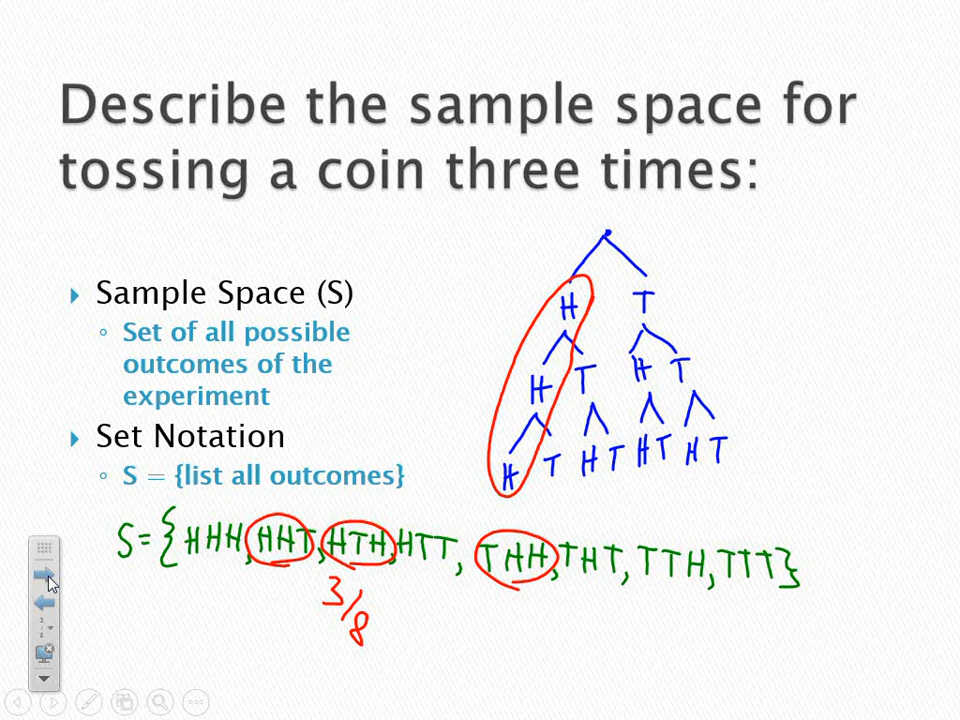 Describe the sample space for
tossing a coin three times:
Sample Space (S)
Set of all possible
outcomes of the
experiment
Set Notation
S = {list all outcomes}
H T
H T H T
H T H T H T H T
S={HHH, HHT, HTH, HTT, THH, THT, TTH, TTT}
3/8